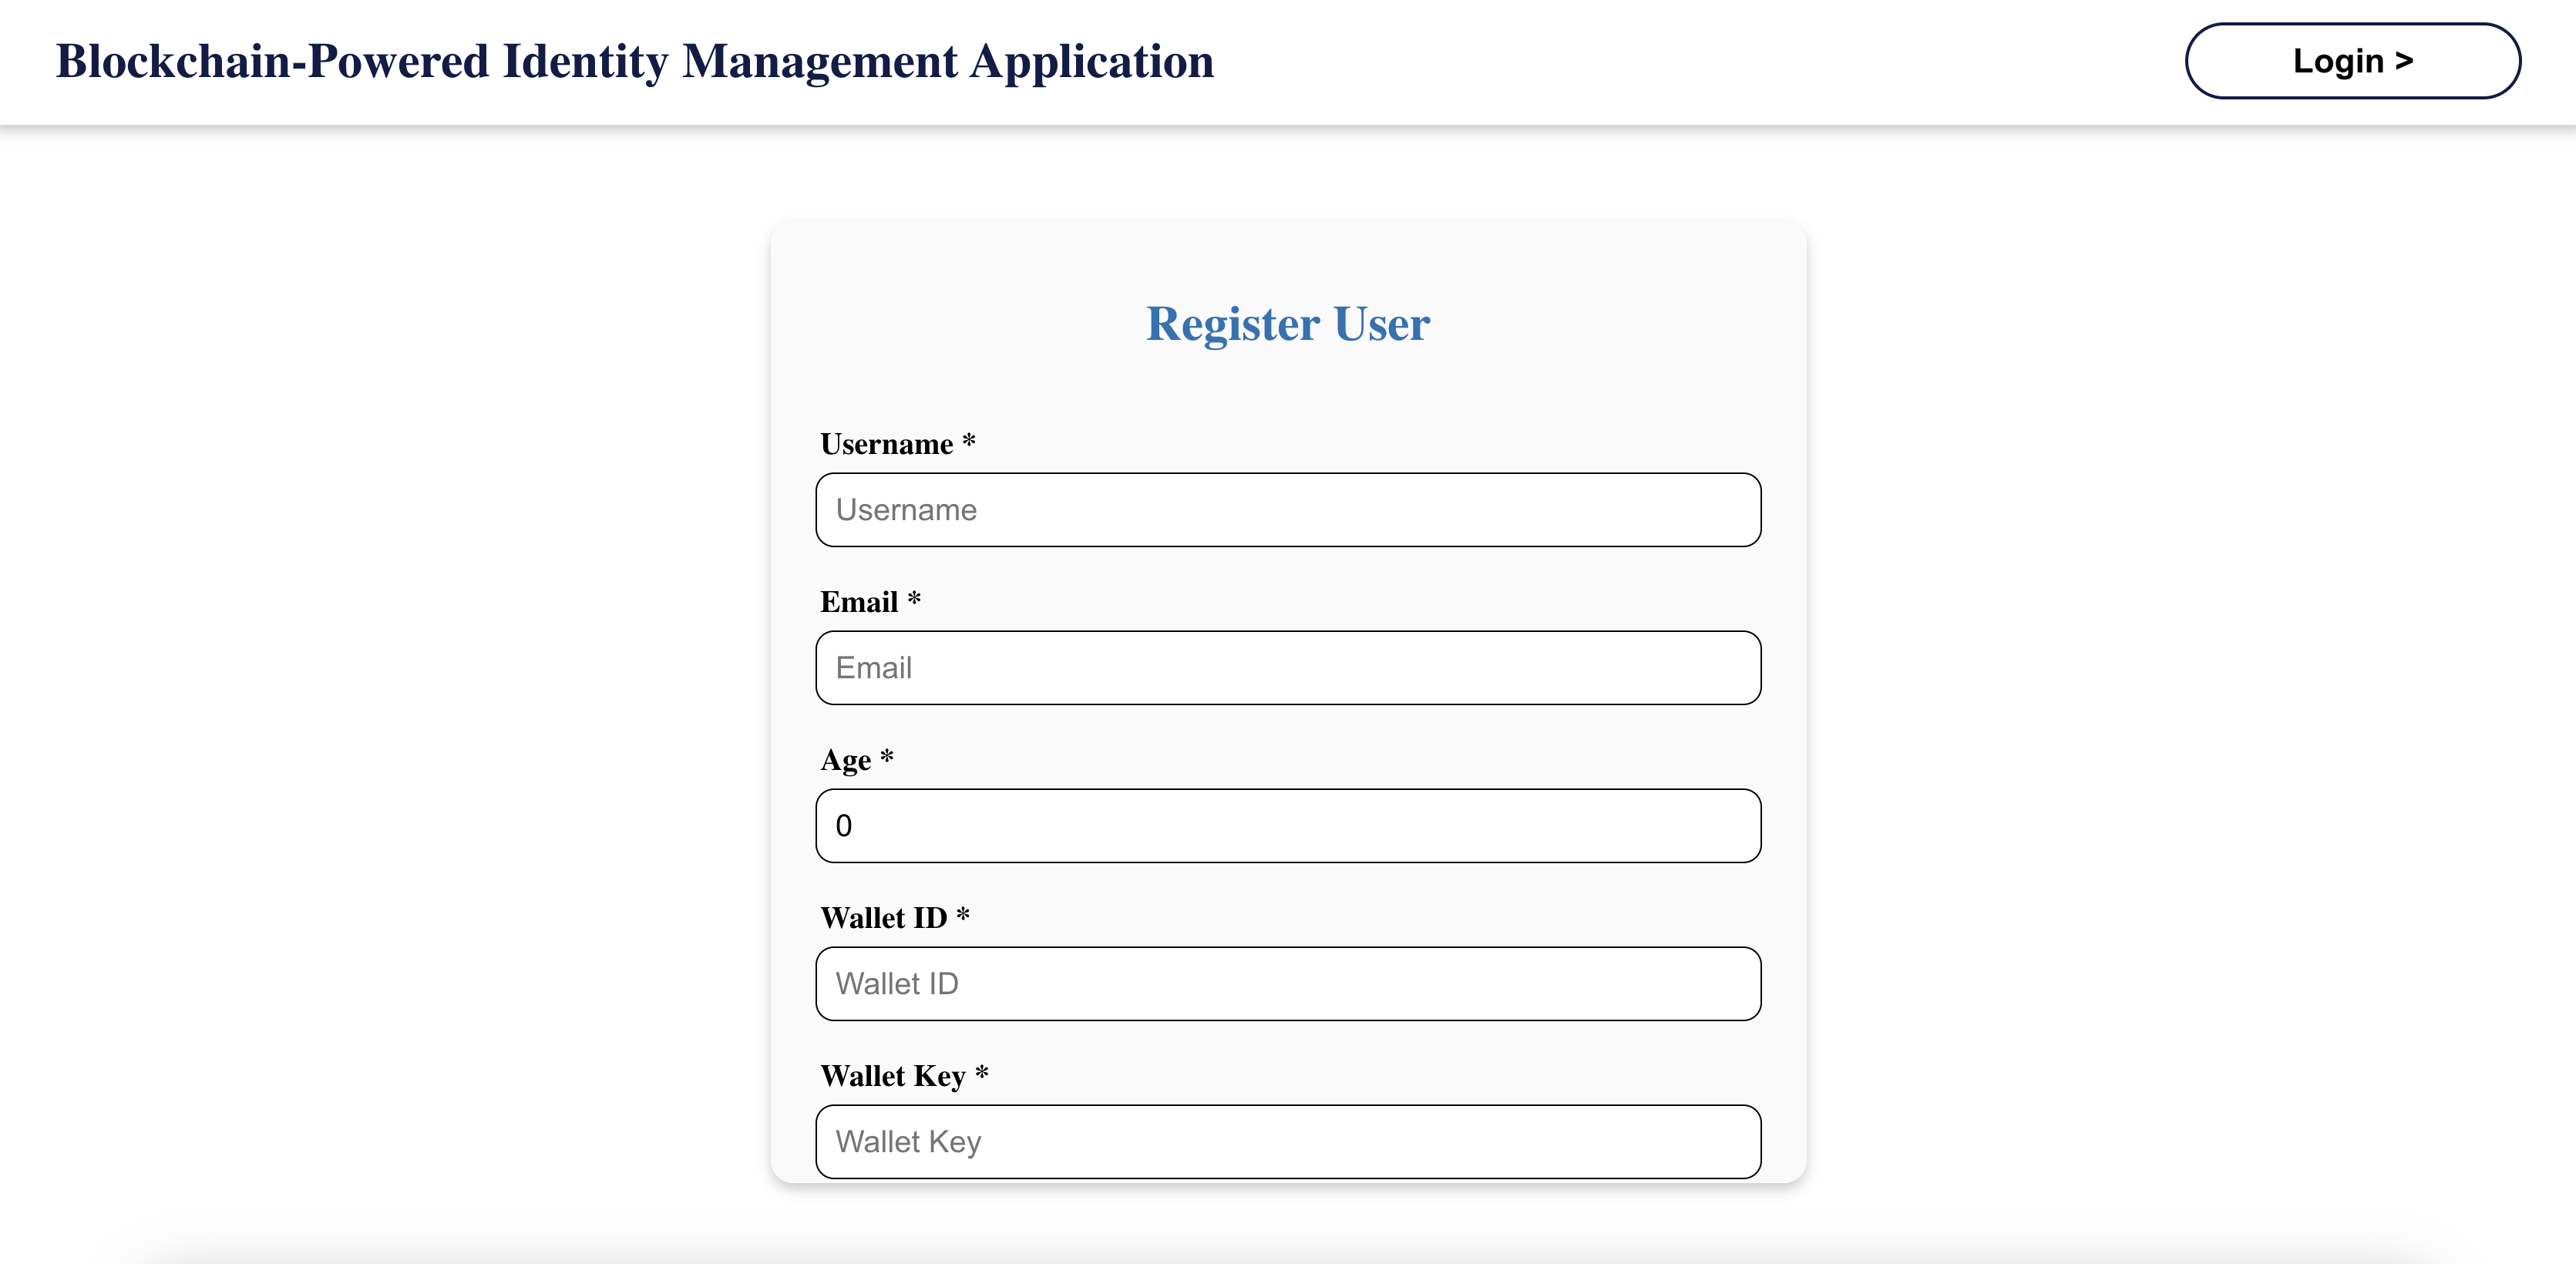 Blockchain-Powered Identity Management Application
Login >
Register User
Username *
Username
Email *
Email
Age *
0
Wallet ID *
Wallet ID
Wallet Key *
Wallet Key